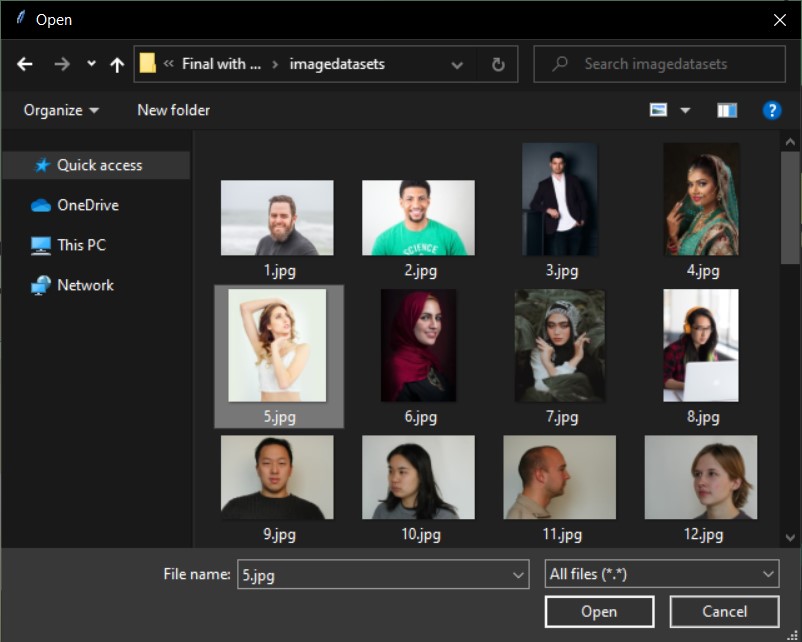 Open
« Final with ... › imagedatasets
Search imagedatasets
Organize
New folder
?
Quick access
OneDrive
This PC
Network
SCIENCE
1.jpg
2.jpg
3.jpg
4.jpg
5.jpg
6.jpg
7.jpg
8.jpg
9.jpg
10.jpg
11.jpg
12.jpg
File name:
5.jpg
All files (*.*)
Open
Cancel